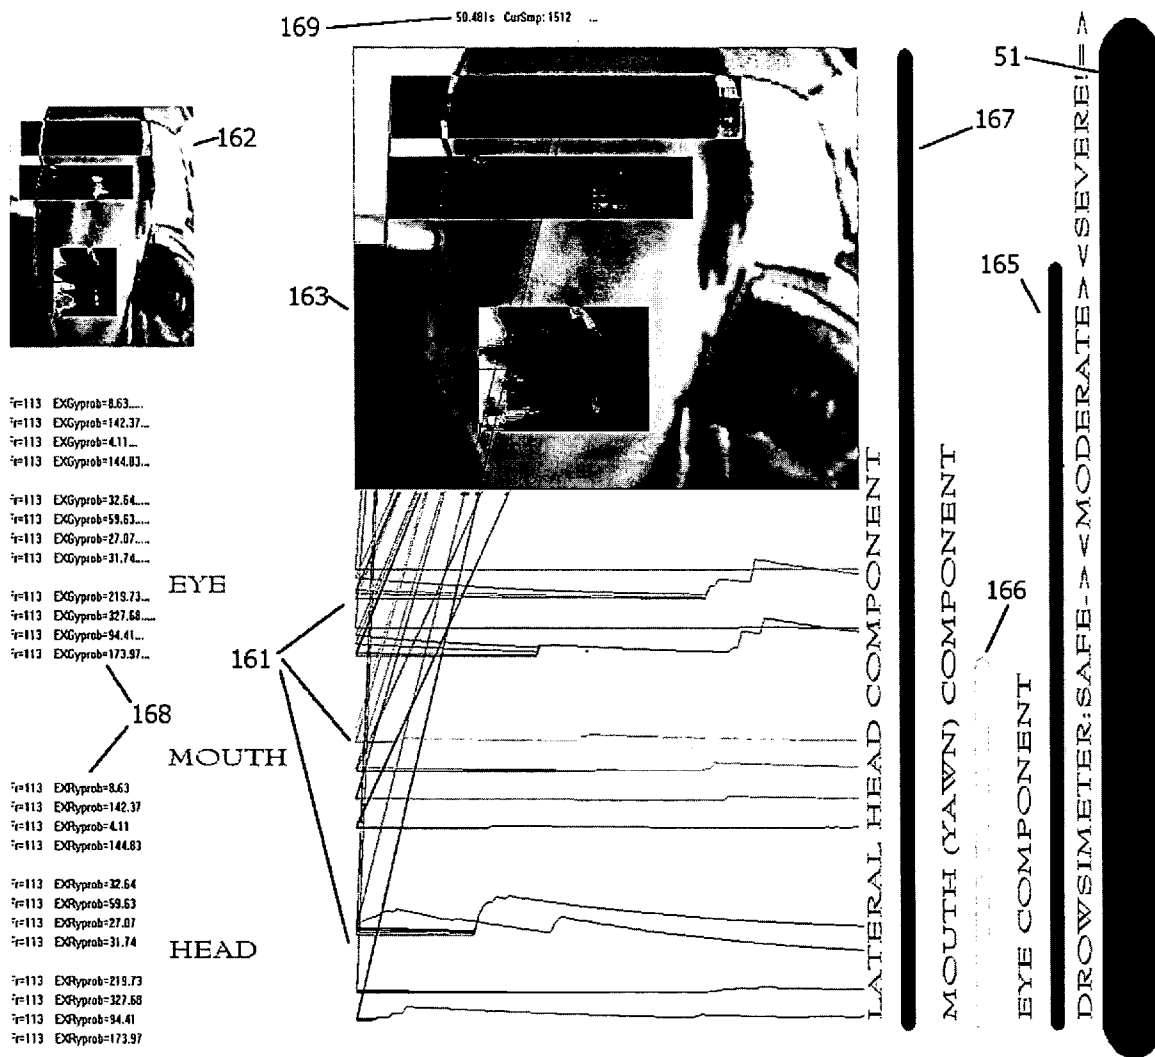 169
50.481s CurSmp: 1512 ...
51
162
167
163
165
Fr=113 EXGyprob=8.63.....
Fr=113 EXGyprob=142.37...
Fr=113 EXGyprob=4.11...
Fr=113 EXGyprob=144.83...
Fr=113 EXGyprob=32.64.....
Fr=113 EXGyprob=59.63.....
Fr=113 EXGyprob=27.07.....
Fr=113 EXGyprob=31.74.....
EYE
Fr=113 EXGyprob=219.73...
Fr=113 EXGyprob=327.68.....
Fr=113 EXGyprob=94.41...
Fr=113 EXGyprob=173.97...
161
166
168
MOUTH
Fr=113 EXRyprob=8.63
Fr=113 EXRyprob=142.37
Fr=113 EXRyprob=4.11
Fr=113 EXRyprob=144.83
Fr=113 EXRyprob=32.64
Fr=113 EXRyprob=59.63
Fr=113 EXRyprob=27.07
Fr=113 EXRyprob=31.74
HEAD
Fr=113 EXRyprob=219.73
Fr=113 EXRyprob=327.68
Fr=113 EXRyprob=94.41
Fr=113 EXRyprob=173.97
LATERAL HEAD COMPONENT
MOUTH (YAWN) COMPONENT
EYE COMPONENT
DROWSIMETER:SAFE-> <MODERATE> <SEVERE!=>